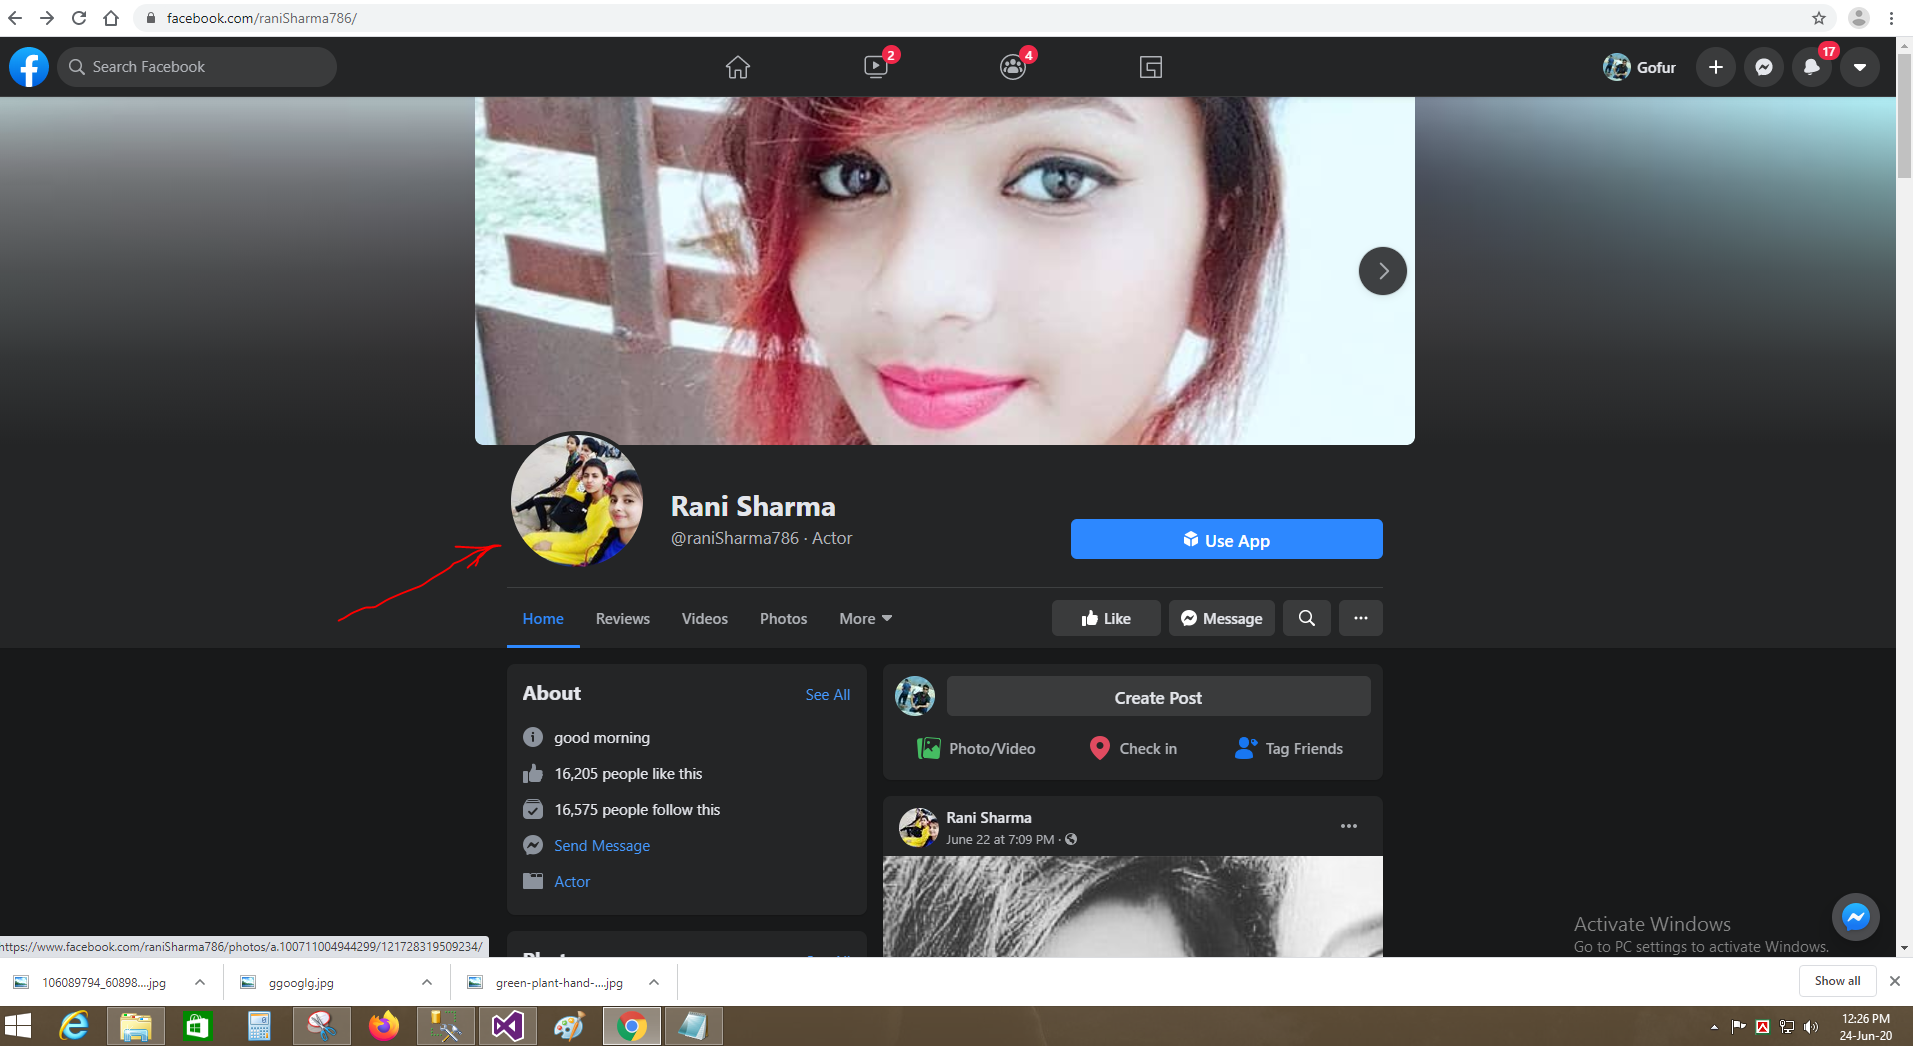 facebook.com/raniSharma786/
Search Facebook
2
4
Gofur
17
Rani Sharma
@raniSharma786 · Actor
Use App
Home
Reviews
Videos
Photos
More
Like
Message
About
See All
good morning
16,205 people like this
16,575 people follow this
Send Message
Actor
Create Post
Photo/Video
Check in
Tag Friends
Rani Sharma
June 22 at 7:09 PM ·
Activate Windows
Go to PC settings to activate Windows.
https://www.facebook.com/raniSharma786/photos/a.100711004944299/121728319509234/
106089794_60898....jpg
ggooglg.jpg
green-plant-hand-....jpg
Show all
12:26 PM
24-Jun-20